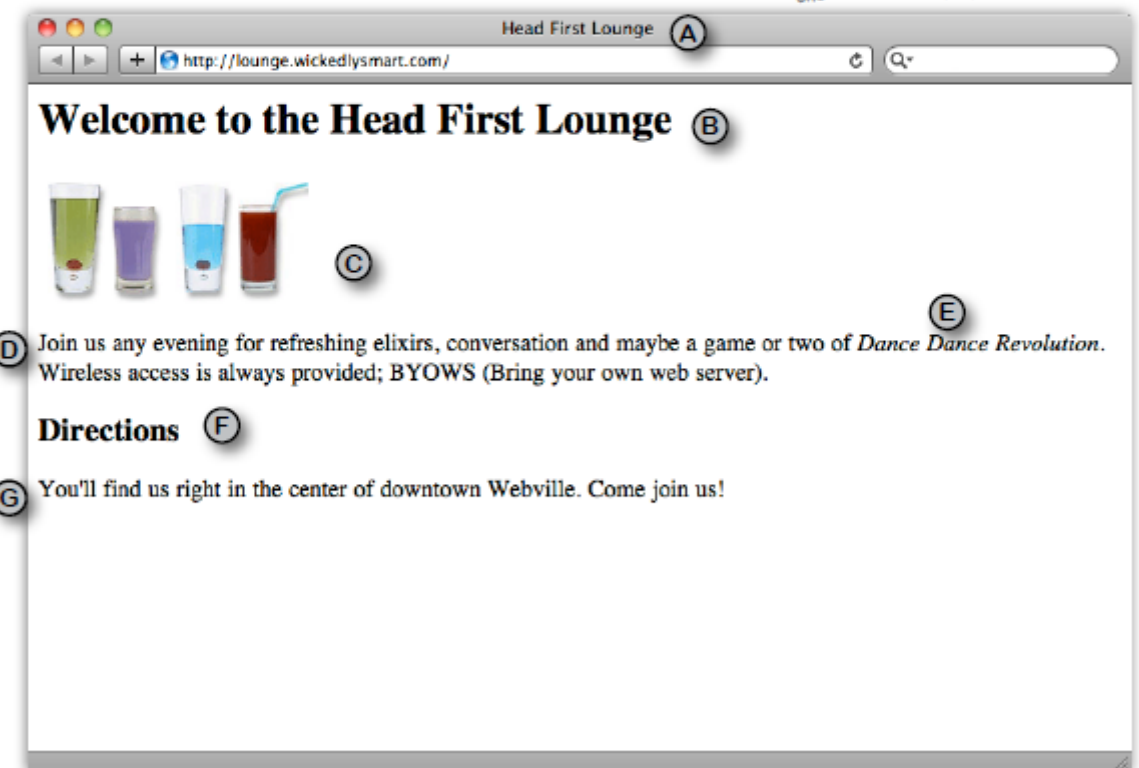 Head First Lounge A
http://lounge.wickedlysmart.com/
Welcome to the Head First Lounge B
C
E
D Join us any evening for refreshing elixirs, conversation and maybe a game or two of Dance Dance Revolution.
Wireless access is always provided; BYOWS (Bring your own web server).
Directions F
G You'll find us right in the center of downtown Webville. Come join us!